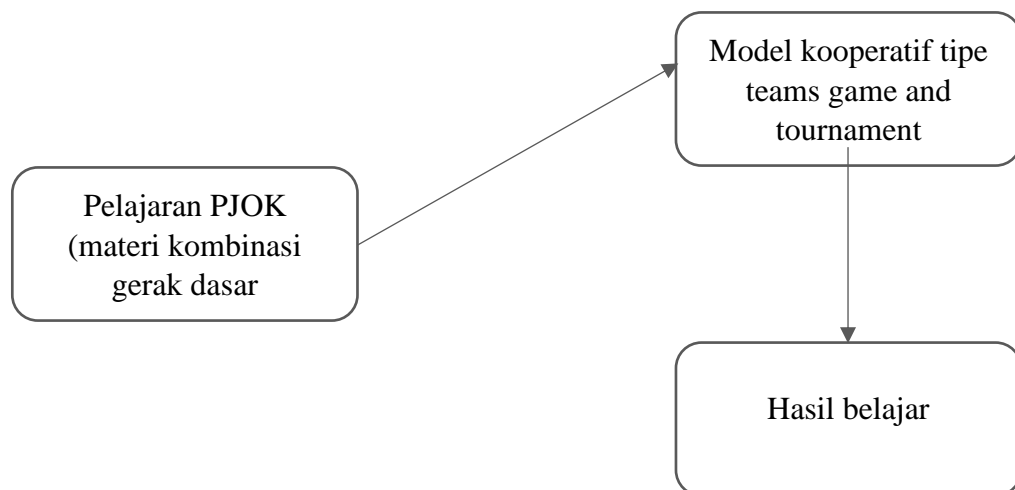 Model kooperatif tipe
teams game and
tournament
Pelajaran PJOK
(materi kombinasi
gerak dasar
Hasil belajar